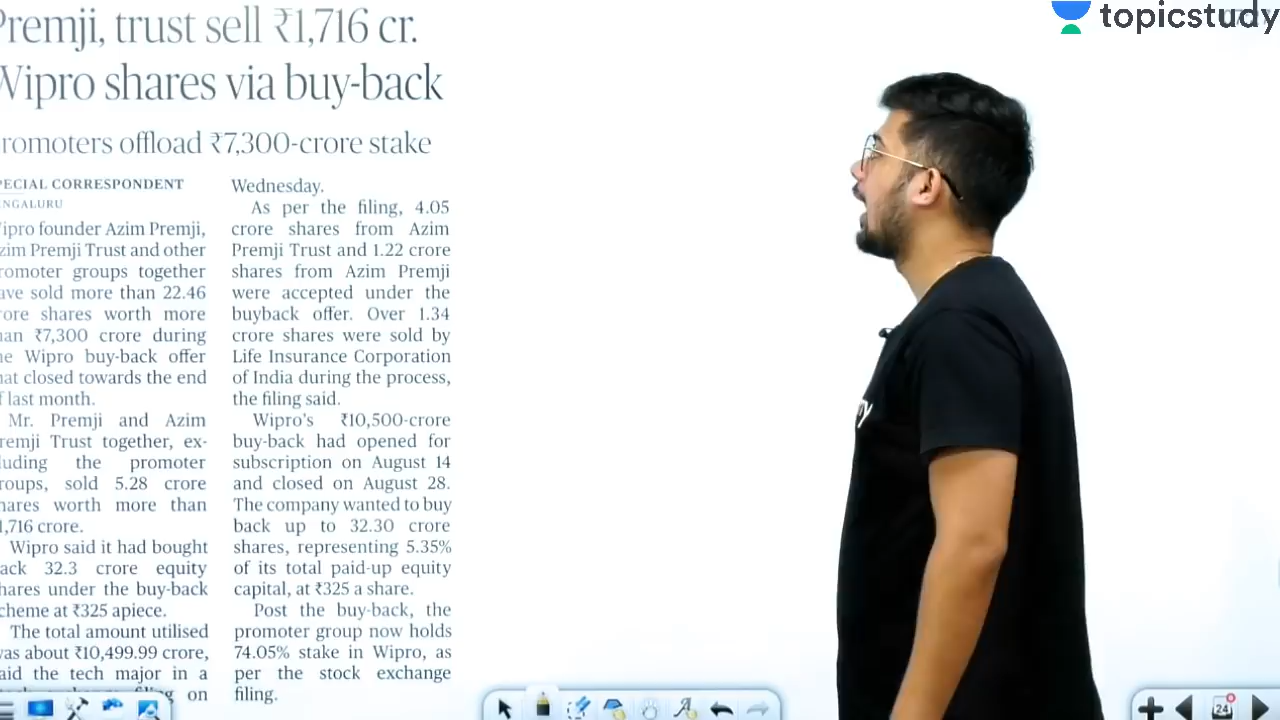 topicstudy
Premji, trust sell ₹1,716 cr.
Wipro shares via buy-back
romoters offload ₹7,300-crore stake
PECIAL CORRESPONDENT
ENGALURU
ipro founder Azim Premji,
zim Premji Trust and other
romoter groups together
ave sold more than 22.46
rore shares worth more
han ₹7,300 crore during
he Wipro buy-back offer
hat closed towards the end
f last month.
Mr. Premji and Azim
remji Trust together, ex-
luding the promoter
roups, sold 5.28 crore
hares worth more than
1,716 crore.
Wipro said it had bought
ack 32.3 crore equity
hares under the buy-back
cheme at ₹325 apiece.
The total amount utilised
was about ₹10,499.99 crore,
aid the tech major in a
on
Wednesday.
As per the filing, 4.05
crore shares from Azim
Premji Trust and 1.22 crore
shares from Azim Premji
were accepted under the
buyback offer. Over 1.34
crore shares were sold by
Life Insurance Corporation
of India during the process,
the filing said.
Wipro's ₹10,500-crore
buy-back had opened for
subscription on August 14
and closed on August 28.
The company wanted to buy
back up to 32.30 crore
shares, representing 5.35%
of its total paid-up equity
capital, at ₹325 a share.
Post the buy-back, the
promoter group now holds
74.05% stake in Wipro, as
per the stock exchange
filing.
24